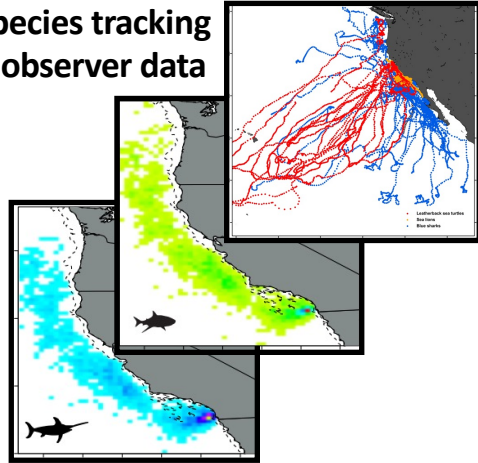 pecies tracking
observer data
Leatherback sea turtles
Sea lions
Blue sharks